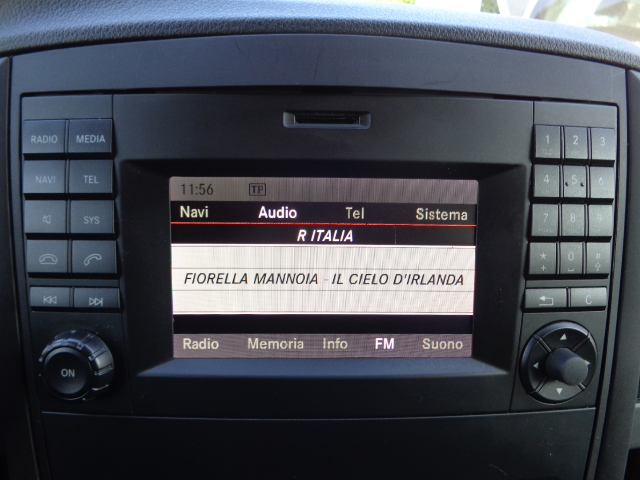 RADIO MEDIA
NAVI TEL
SYS
ON
11:56 TP
Navi Audio Tel Sistema
R ITALIA
FIORELLA MANNOIA - IL CIELO D'IRLANDA
Radio Memoria Info FM Suono
1 2 3
4 5 6
7 8 9
* 0 #
+
C